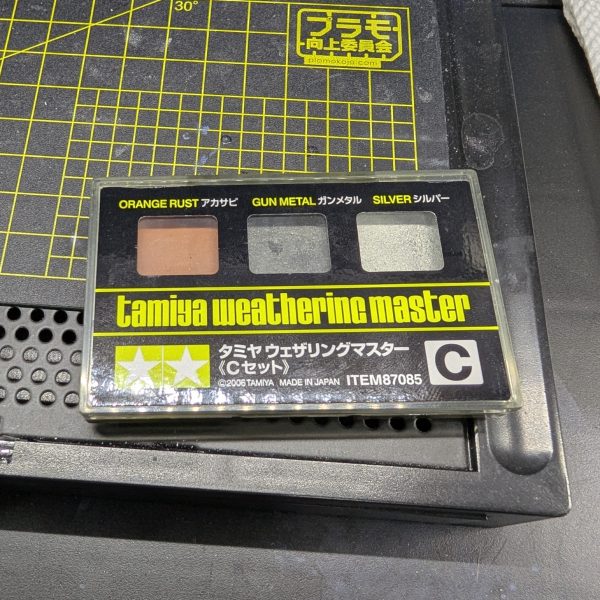 30°
プラモ
向上委員会
plamokojo.com
ORANGE RUST アカサビ GUN METAL ガンメタル SILVER シルバー
tamiya weathering master
タミヤ ウェザリングマスター
《Cセット》
C
©2006 TAMIYA MADE IN JAPAN ITEM87085